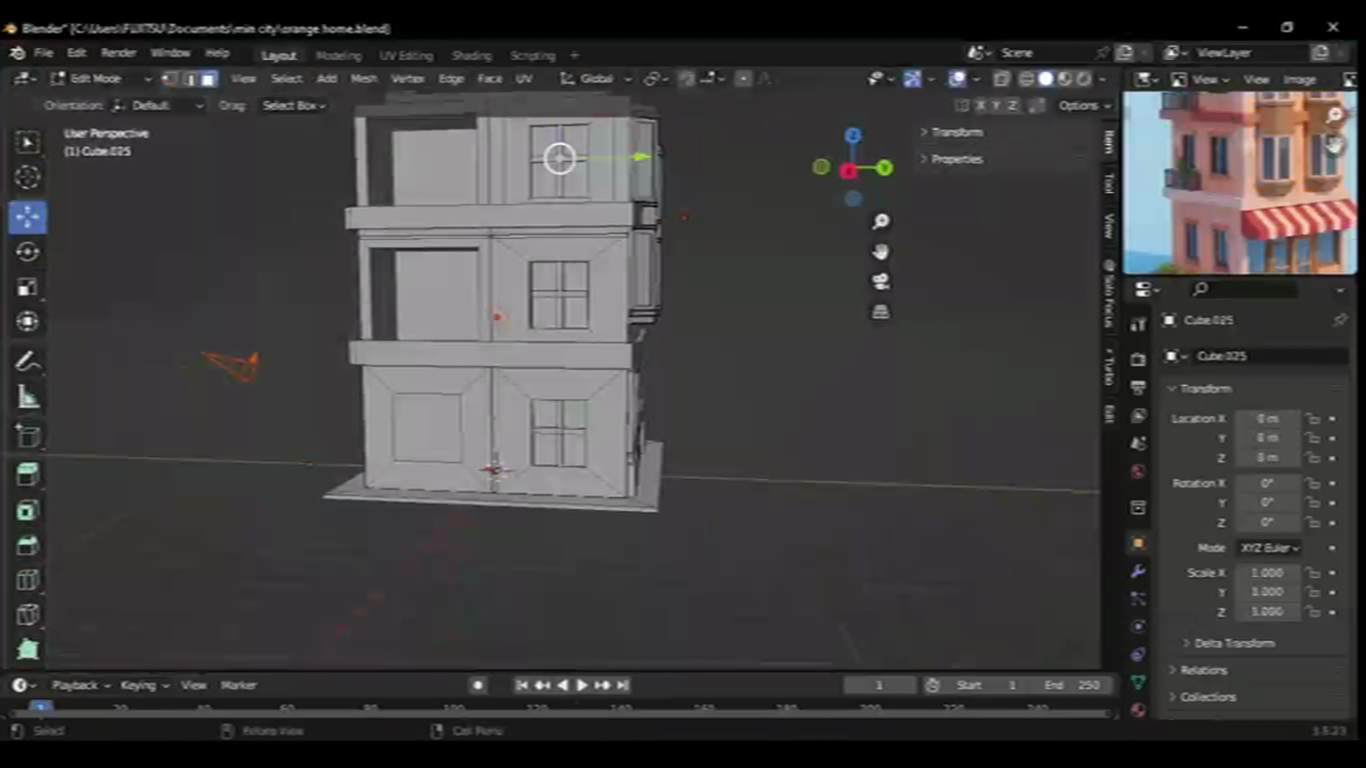 Blender* [C:\Users\FUJITSU\Documents\min city\orange home.blend]
File Edit Render Window Help Layout Modeling UV Editing Shading Scripting + Scene ViewLayer
Edit Mode View Select Add Mesh Vertex Edge Face UV Global View View Image
Orientation: Default Drag: Select Box X Y Z Options
User Perspective
(1) Cube.025
Transform
Properties
Item
Tool
View
Solo Focus
Turbo
Edit
Z
Y
X
Cube.025
Cube.025
Transform
Location X 0 m
Y 0 m
Z 0 m
Rotation X 0°
Y 0°
Z 0°
Mode XYZ Euler
Scale X 1.000
Y 1.000
Z 1.000
Delta Transform
Relations
Collections
Playback Keying View Marker 1 Start 1 End 250
Select Rotate View Call Menu